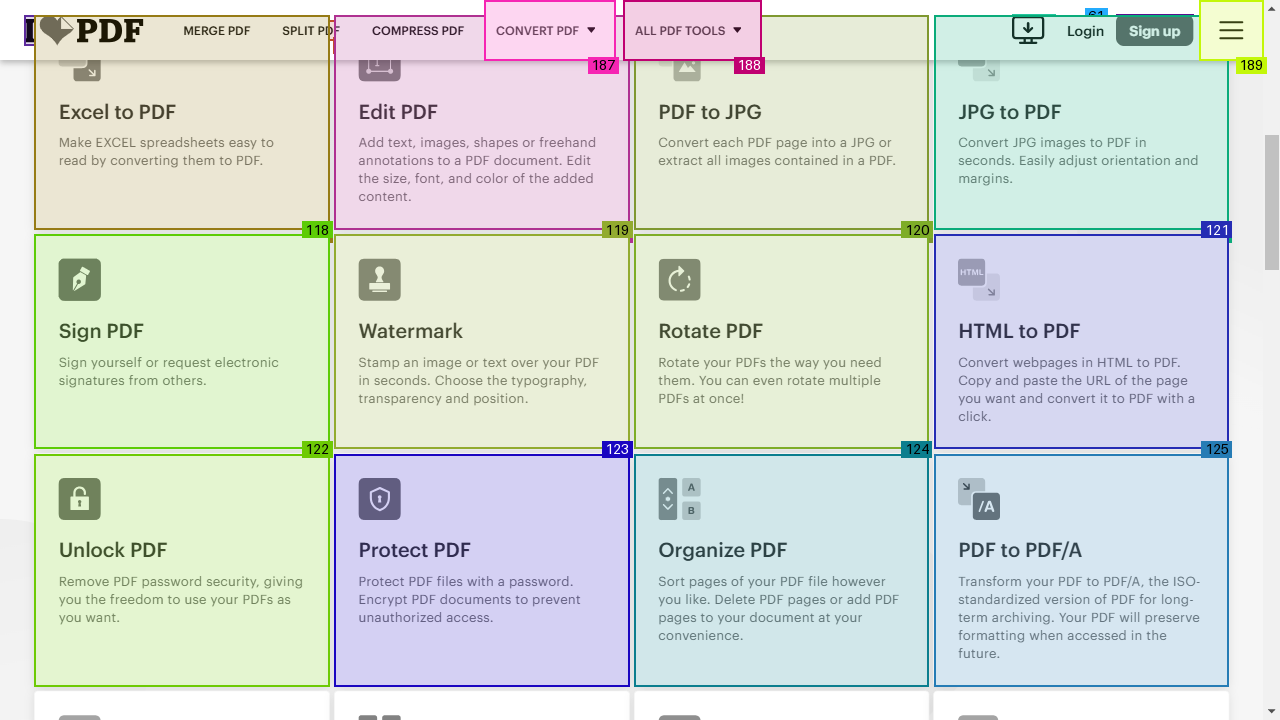 PDF
MERGE PDF
SPLIT PDF
COMPRESS PDF
CONVERT PDF
ALL PDF TOOLS
Login
Sign up
187
188
189
Excel to PDF
Make EXCEL spreadsheets easy to
read by converting them to PDF.
Edit PDF
Add text, images, shapes or freehand
annotations to a PDF document. Edit
the size, font, and color of the added
content.
PDF to JPG
Convert each PDF page into a JPG or
extract all images contained in a PDF.
JPG to PDF
Convert JPG images to PDF in
seconds. Easily adjust orientation and
margins.
118
119
120
121
Sign PDF
Sign yourself or request electronic
signatures from others.
Watermark
Stamp an image or text over your PDF
in seconds. Choose the typography,
transparency and position.
Rotate PDF
Rotate your PDFs the way you need
them. You can even rotate multiple
PDFs at once!
HTML
HTML to PDF
Convert webpages in HTML to PDF.
Copy and paste the URL of the page
you want and convert it to PDF with a
click.
122
123
124
125
Unlock PDF
Remove PDF password security, giving
you the freedom to use your PDFs as
you want.
Protect PDF
Protect PDF files with a password.
Encrypt PDF documents to prevent
unauthorized access.
A
B
Organize PDF
Sort pages of your PDF file however
you like. Delete PDF pages or add PDF
pages to your document at your
convenience.
/A
PDF to PDF/A
Transform your PDF to PDF/A, the ISO-
standardized version of PDF for long-
term archiving. Your PDF will preserve
formatting when accessed in the
future.